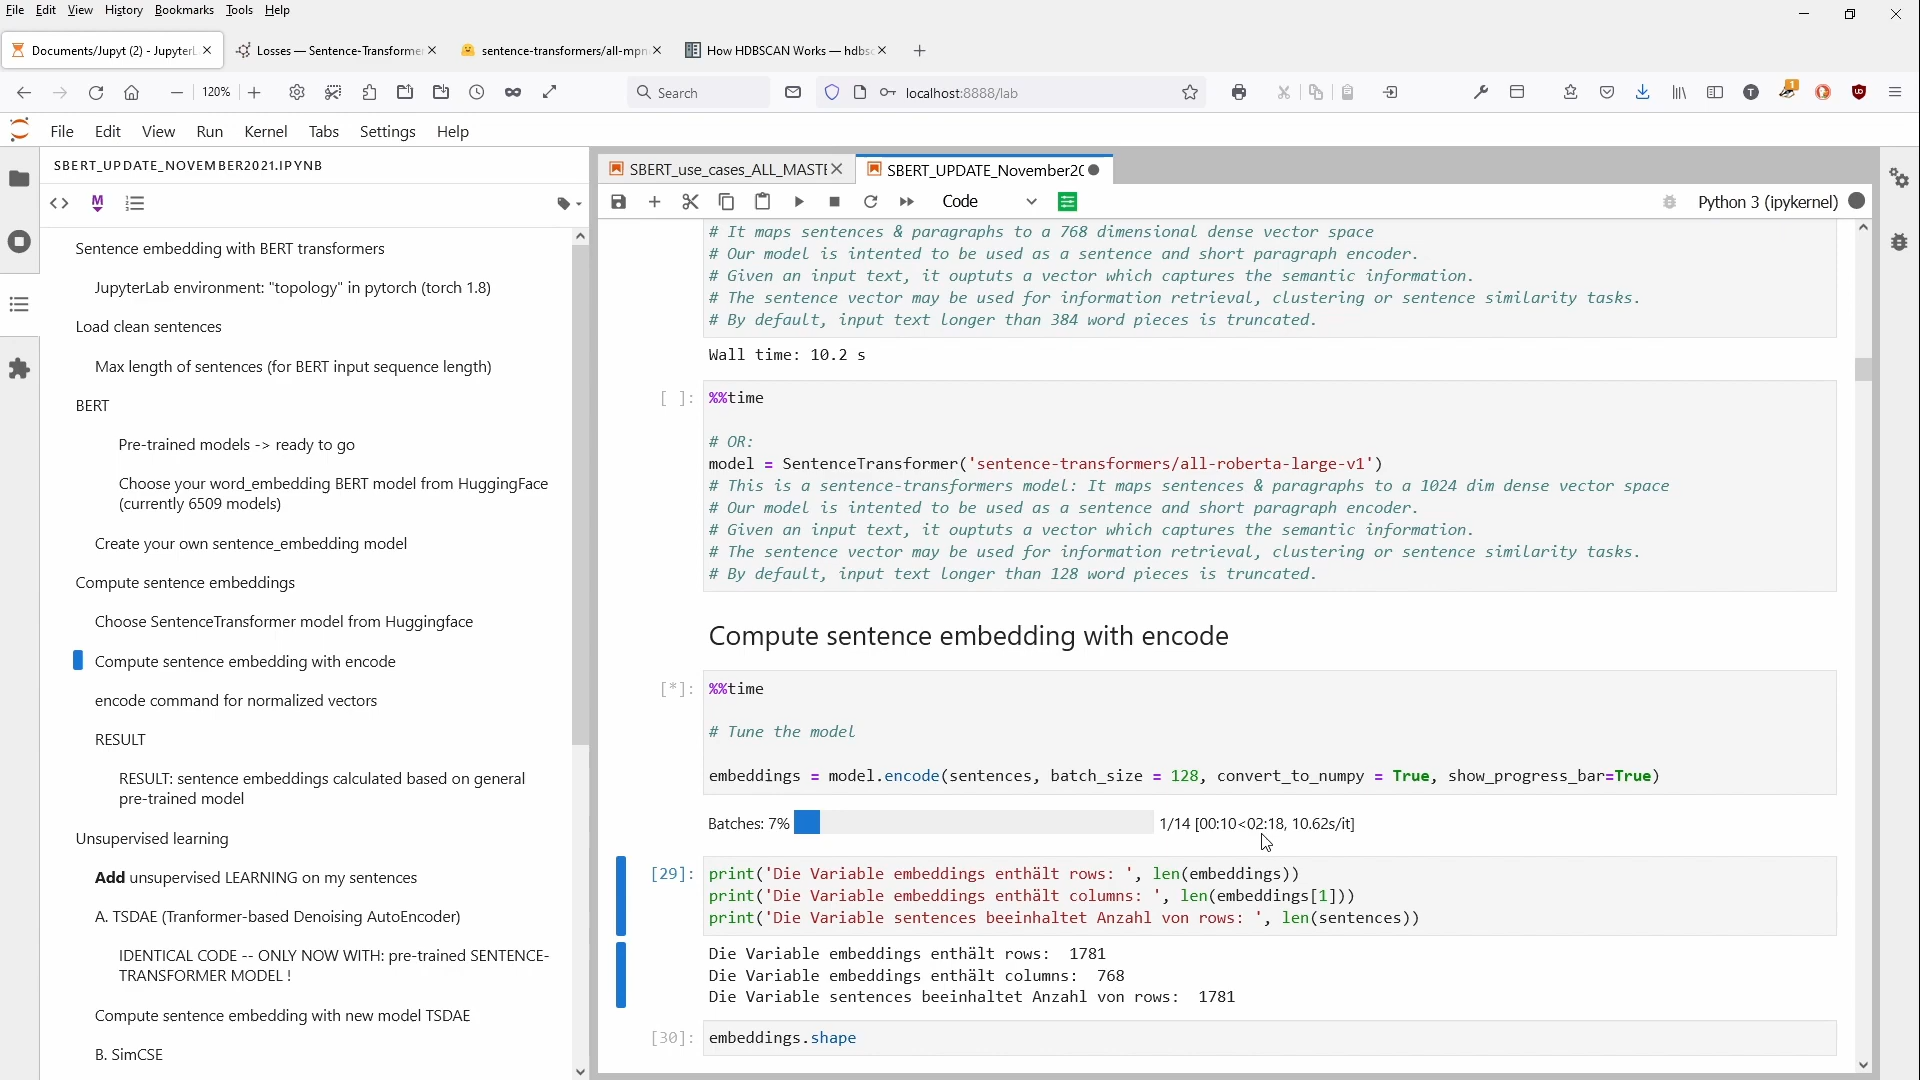 File Edit View History Bookmarks Tools Help
Documents/Jupyt (2) - JupyterL
Losses — Sentence-Transforme
sentence-transformers/all-mpn
How HDBSCAN Works — hdbsc
120%
Search
localhost:8888/lab
File Edit View Run Kernel Tabs Settings Help
SBERT_UPDATE_NOVEMBER2021.IPYNB
Sentence embedding with BERT transformers
JupyterLab environment: "topology" in pytorch (torch 1.8)
Load clean sentences
Max length of sentences (for BERT input sequence length)
BERT
Pre-trained models -> ready to go
Choose your word_embedding BERT model from HuggingFace
(currently 6509 models)
Create your own sentence_embedding model
Compute sentence embeddings
Choose SentenceTransformer model from Huggingface
Compute sentence embedding with encode
encode command for normalized vectors
RESULT
RESULT: sentence embeddings calculated based on general
pre-trained model
Unsupervised learning
Add unsupervised LEARNING on my sentences
A. TSDAE (Tranformer-based Denoising AutoEncoder)
IDENTICAL CODE -- ONLY NOW WITH: pre-trained SENTENCE-
TRANSFORMER MODEL !
Compute sentence embedding with new model TSDAE
B. SimCSE
SBERT_use_cases_ALL_MASTE
SBERT_UPDATE_November20
Code
Python 3 (ipykernel)
# It maps sentences & paragraphs to a 768 dimensional dense vector space
# Our model is intented to be used as a sentence and short paragraph encoder.
# Given an input text, it ouptuts a vector which captures the semantic information.
# The sentence vector may be used for information retrieval, clustering or sentence similarity tasks.
# By default, input text longer than 384 word pieces is truncated.
Wall time: 10.2 s
[ ]: %%time
# OR:
model = SentenceTransformer('sentence-transformers/all-roberta-large-v1')
# This is a sentence-transformers model: It maps sentences & paragraphs to a 1024 dim dense vector space
# Our model is intented to be used as a sentence and short paragraph encoder.
# Given an input text, it ouptuts a vector which captures the semantic information.
# The sentence vector may be used for information retrieval, clustering or sentence similarity tasks.
# By default, input text longer than 128 word pieces is truncated.
Compute sentence embedding with encode
[*]: %%time
# Tune the model
embeddings = model.encode(sentences, batch_size = 128, convert_to_numpy = True, show_progress_bar=True)
Batches: 7% 1/14 [00:10<02:18, 10.62s/it]
[29]: print('Die Variable embeddings enthält rows: ', len(embeddings))
print('Die Variable embeddings enthält columns: ', len(embeddings[1]))
print('Die Variable sentences beeinhaltet Anzahl von rows: ', len(sentences))
Die Variable embeddings enthält rows:  1781
Die Variable embeddings enthält columns:  768
Die Variable sentences beeinhaltet Anzahl von rows:  1781
[30]: embeddings.shape